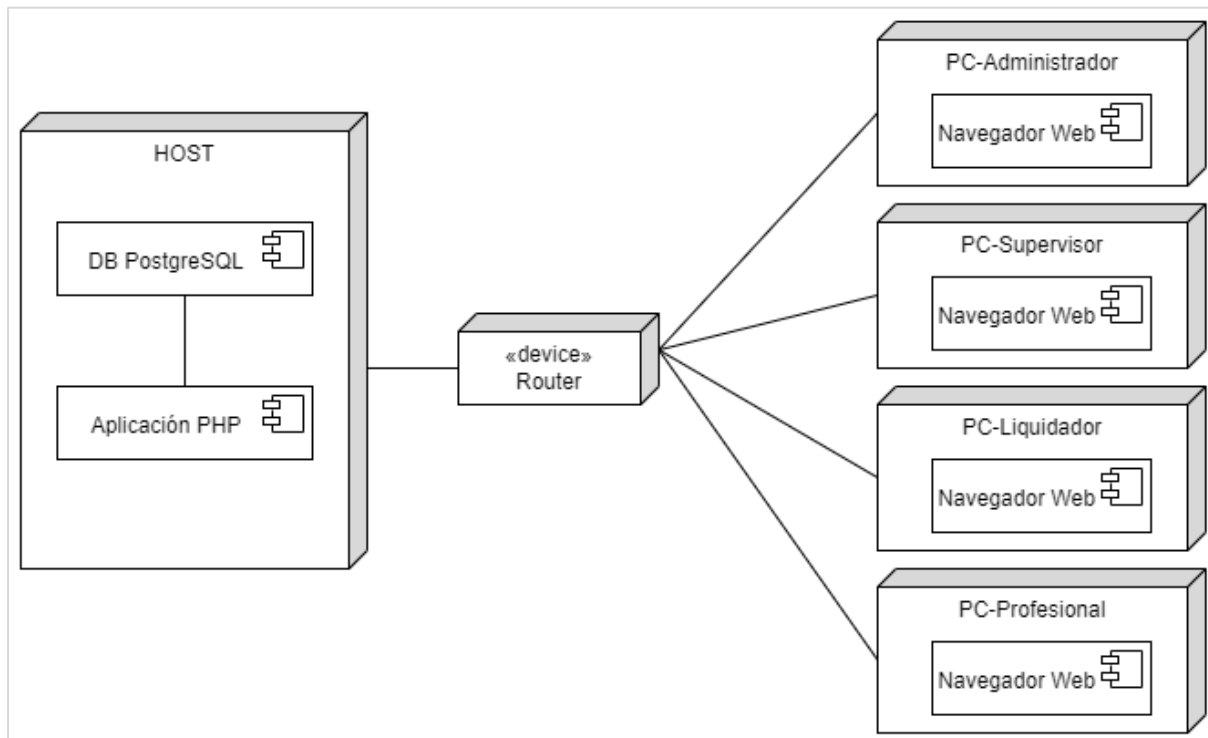 HOST
DB PostgreSQL
Aplicación PHP
«device»
Router
PC-Administrador
Navegador Web
PC-Supervisor
Navegador Web
PC-Liquidador
Navegador Web
PC-Profesional
Navegador Web